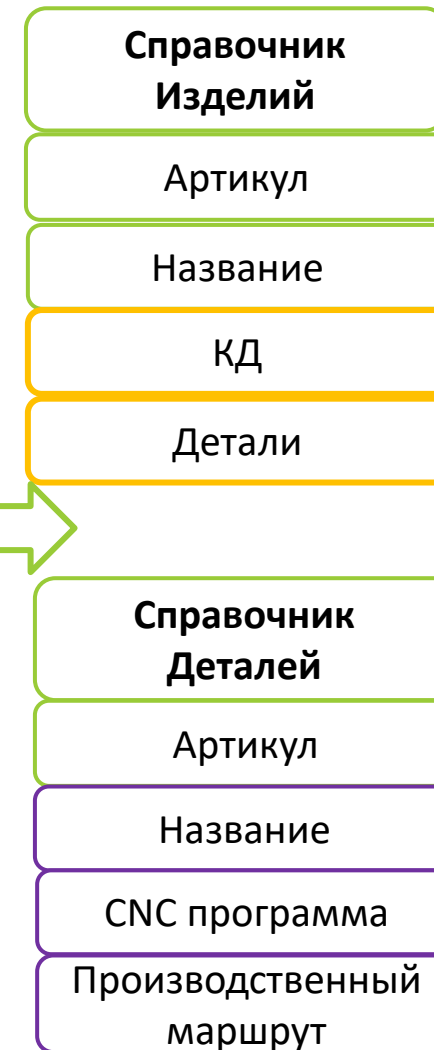 Справочник
Изделий
Артикул
Название
КД
Детали
Справочник
Деталей
Артикул
Название
CNC программа
Производственный
маршрут